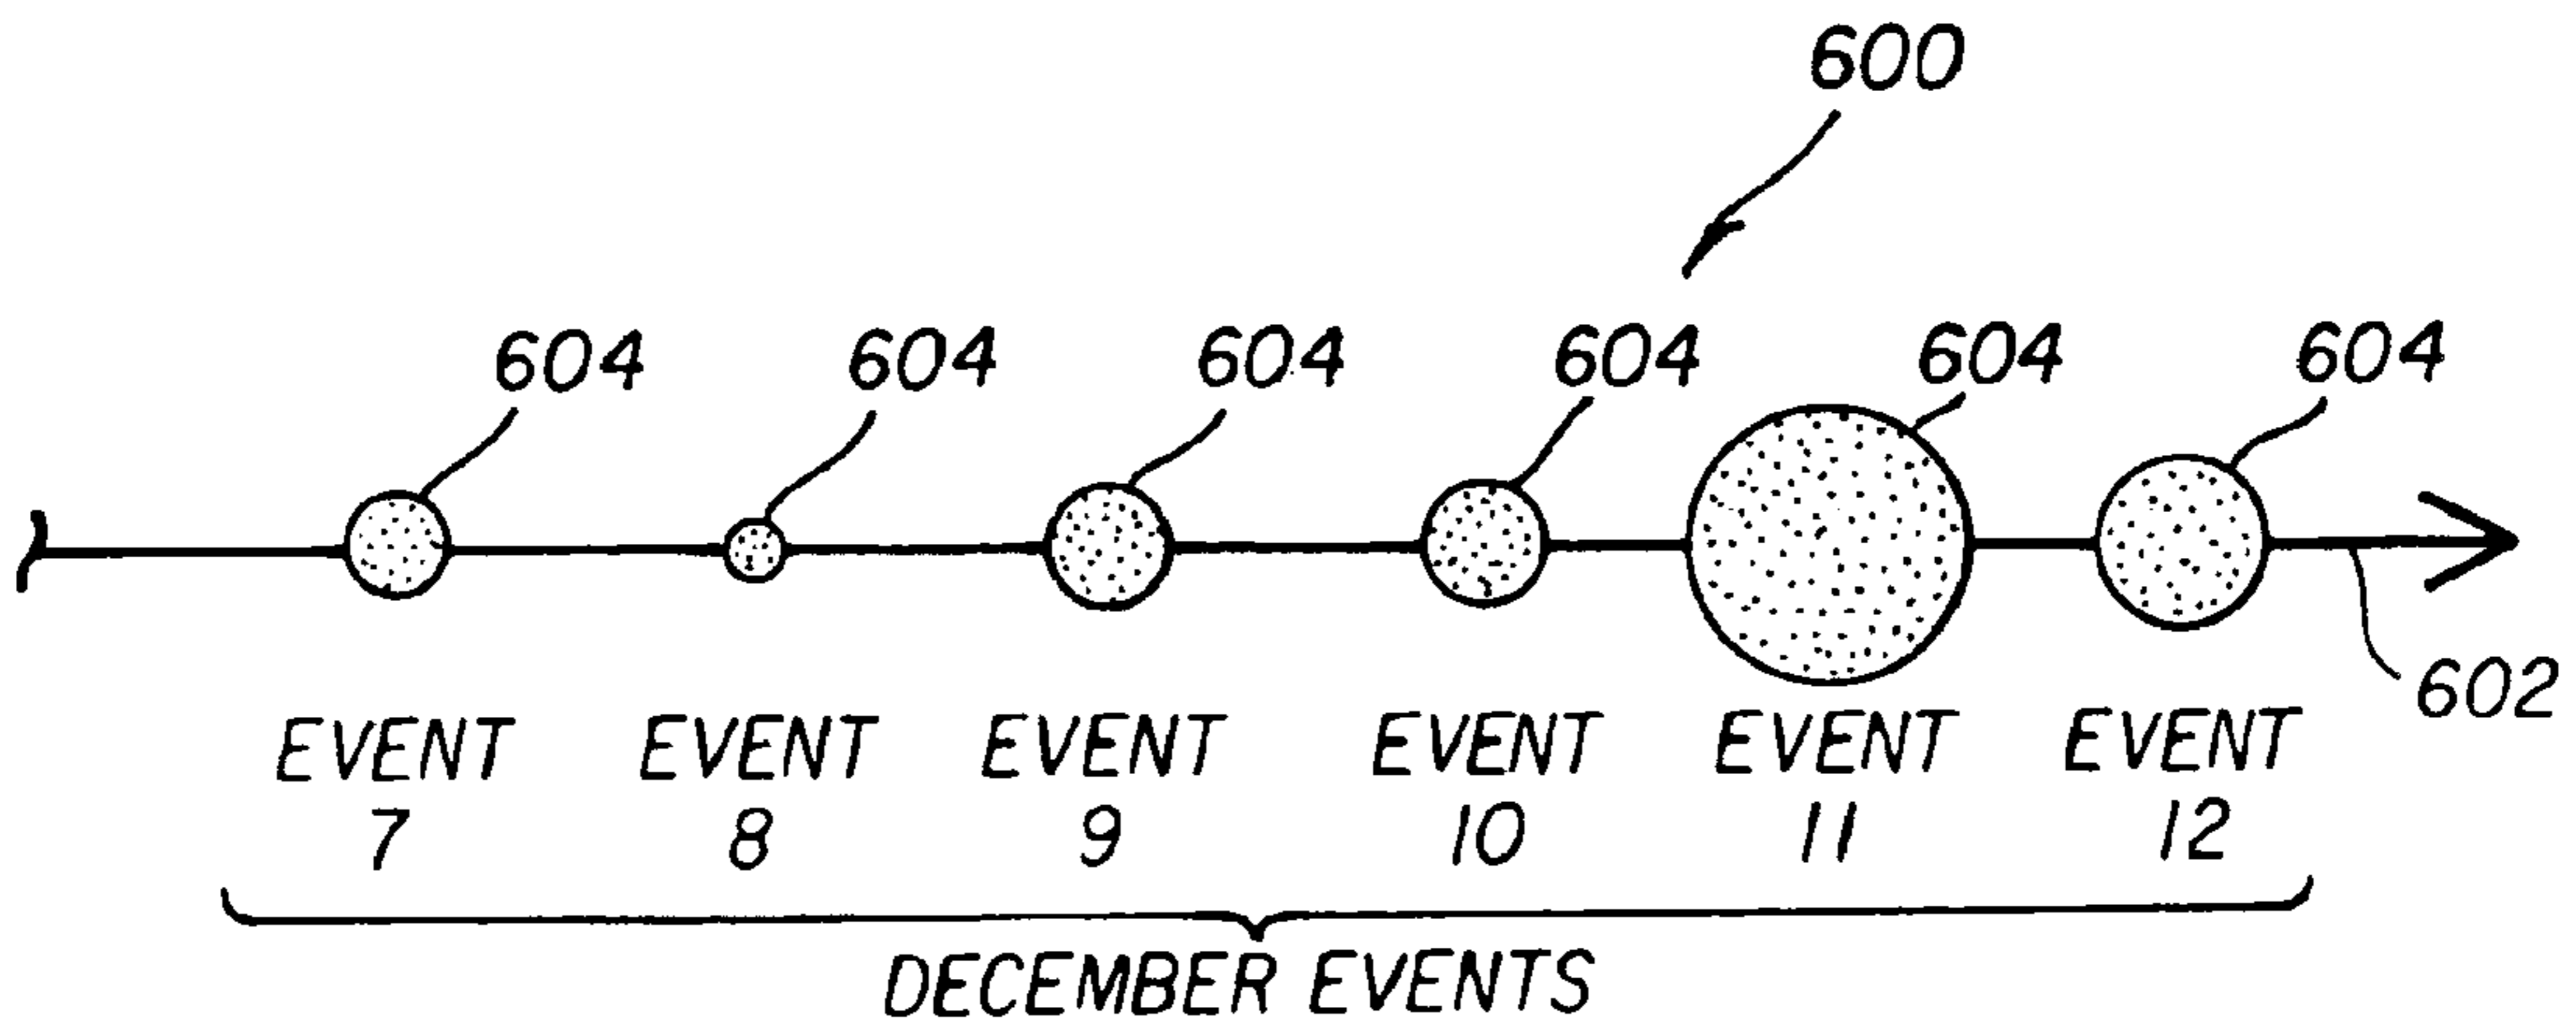 600
604 604 604 604 604 604
602
EVENT EVENT EVENT EVENT EVENT EVENT
7 8 9 10 11 12
DECEMBER EVENTS